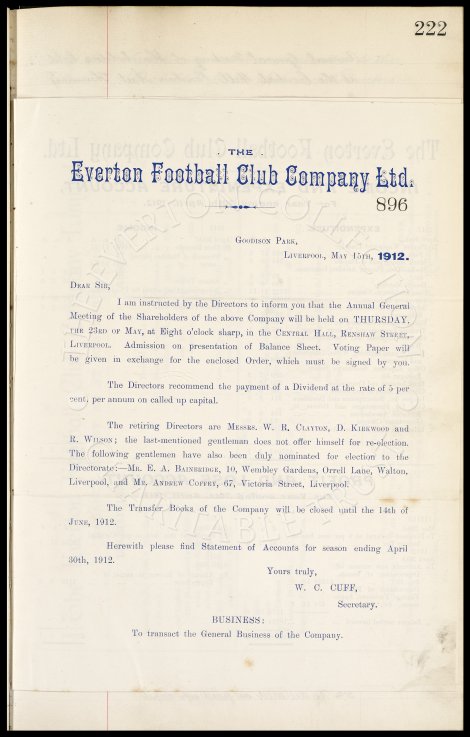 222
THE
Everton Football Club Company Ltd.
896
GOODISON PARK,
LIVERPOOL, MAY 15TH, 1912.
DEAR SIR,
I am instructed by the Directors to inform you that the Annual General
Meeting of the Shareholders of the above Company will be held on THURSDAY,
THE 23RD OF MAY, at Eight o'clock sharp, in the CENTRAL HALL, RENSHAW STREET,
LIVERPOOL. Admission on presentation of Balance Sheet. Voting Paper will
be given in exchange for the enclosed Order, which must be signed by you.
The Directors recommend the payment of a Dividend at the rate of 5 per
cent. per annum on called up capital.
The retiring Directors are MESSRS. W. R. CLAYTON, D. KIRKWOOD and
R. WILSON; the last-mentioned gentleman does not offer himself for re-election.
The following gentlemen have also been duly nominated for election to the
Directorate:—MR. E. A. BAINBRIDGE, 10, Wembley Gardens, Orrell Lane, Walton,
Liverpool, and MR. ANDREW COFFEY, 67, Victoria Street, Liverpool.
The Transfer Books of the Company will be closed until the 14th of
JUNE, 1912.
Herewith please find Statement of Accounts for season ending April
30th, 1912.
Yours truly,
W. C. CUFF,
Secretary.
BUSINESS:
To transact the General Business of the Company.